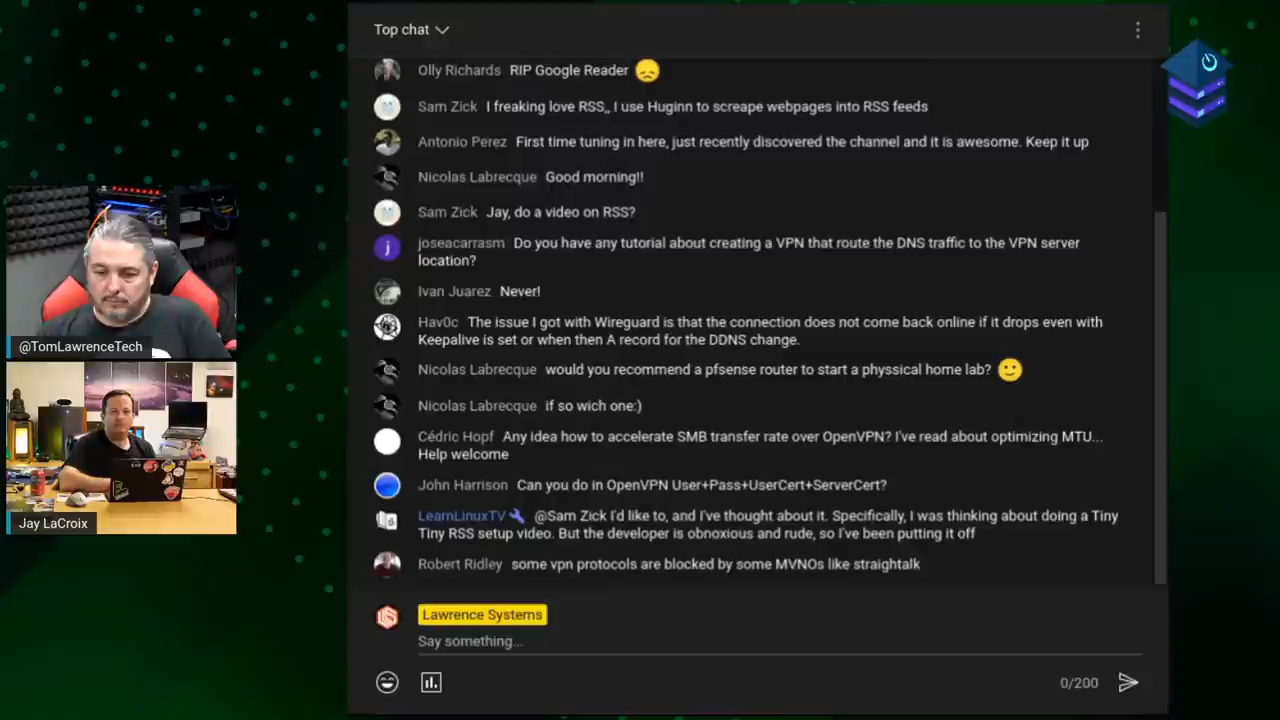 Top chat
Olly Richards RIP Google Reader
Sam Zick I freaking love RSS,, I use Huginn to screape webpages into RSS feeds
Antonio Perez First time tuning in here, just recently discovered the channel and it is awesome. Keep it up
Nicolas Labrecque Good morning!!
Sam Zick Jay, do a video on RSS?
joseacarrasm Do you have any tutorial about creating a VPN that route the DNS traffic to the VPN server
location?
Ivan Juarez Never!
Hav0c The issue I got with Wireguard is that the connection does not come back online if it drops even with
Keepalive is set or when then A record for the DDNS change.
Nicolas Labrecque would you recommend a pfsense router to start a physsical home lab?
Nicolas Labrecque if so wich one:)
Cédric Hopf Any idea how to accelerate SMB transfer rate over OpenVPN? I've read about optimizing MTU...
Help welcome
John Harrison Can you do in OpenVPN User+Pass+UserCert+ServerCert?
LearnLinuxTV @Sam Zick I'd like to, and I've thought about it. Specifically, I was thinking about doing a Tiny
Tiny RSS setup video. But the developer is obnoxious and rude, so I've been putting it off
Robert Ridley some vpn protocols are blocked by some MVNOs like straightalk
Lawrence Systems
Say something...
0/200
@TomLawrenceTech
Jay LaCroix